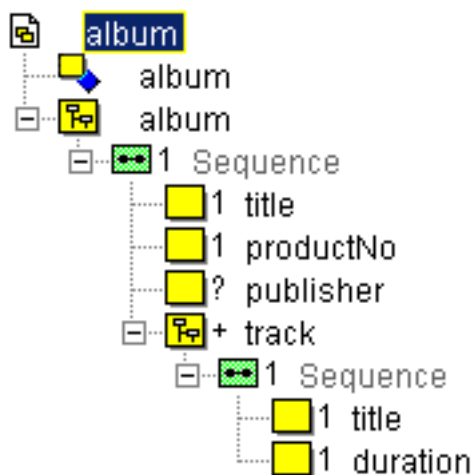 album
album
album
1 Sequence
1 title
1 productNo
? publisher
+ track
1 Sequence
1 title
1 duration